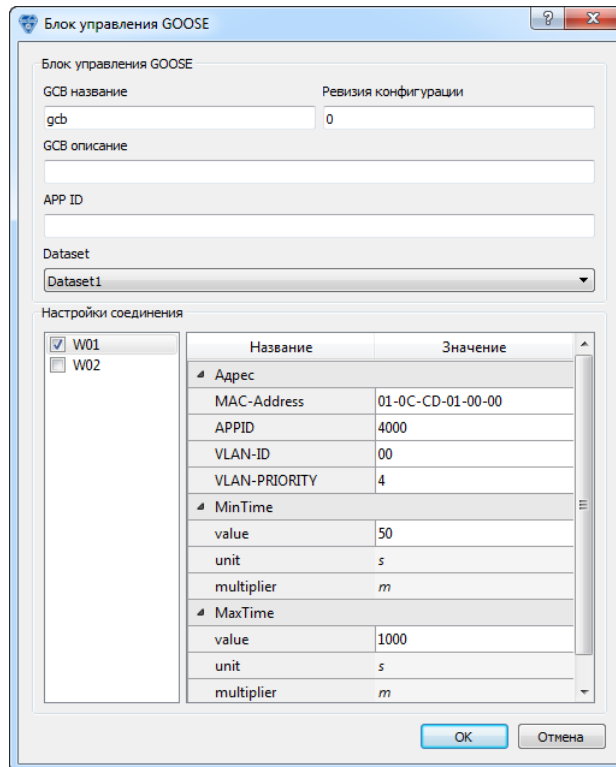 Блок управления GOOSE
Блок управления GOOSE
GCB название Ревизия конфигурации
gcb 0
GCB описание
APP ID
Dataset
Dataset1
Настройки соединения
W01
W02
Название Значение
Адрес
MAC-Address 01-0C-CD-01-00-00
APPID 4000
VLAN-ID 00
VLAN-PRIORITY 4
MinTime
value 50
unit s
multiplier m
MaxTime
value 1000
unit s
multiplier m
OK Отмена